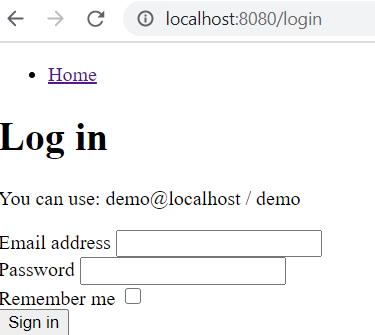 localhost:8080/login
Home
Log in
You can use: demo@localhost / demo
Email address
Password
Remember me
Sign in